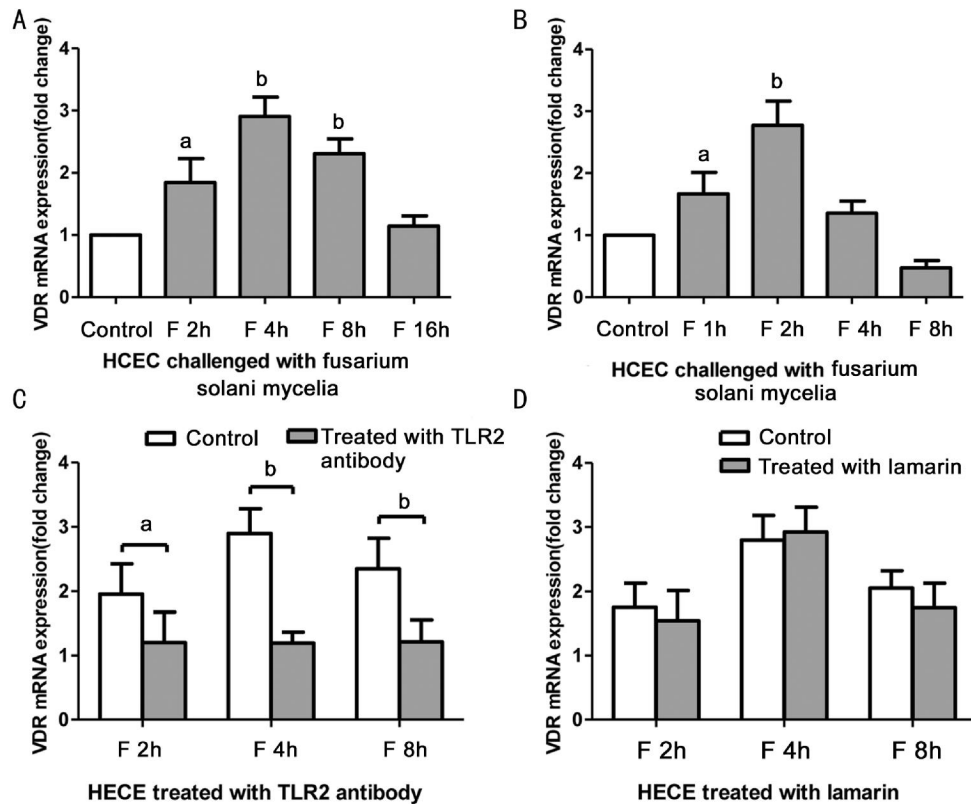 A
VDR mRNA expression(fold change)
4
3
2
1
0
a
b
b
Control F 2h F 4h F 8h F 16h
HCEC challenged with fusarium
solani mycelia
B
VDR mRNA expression(fold change)
4
3
2
1
0
a
b
Control F 1h F 2h F 4h F 8h
HCEC challenged with fusarium
solani mycelia
C
Control
Treated with TLR2
antibody
VDR mRNA expression(fold change)
4
3
2
1
0
a
b
b
F 2h F 4h F 8h
HECE treated with TLR2 antibody
D
Control
Treated with lamarin
VDR mRNA expression(fold change)
4
3
2
1
0
F 2h F 4h F 8h
HECE treated with lamarin